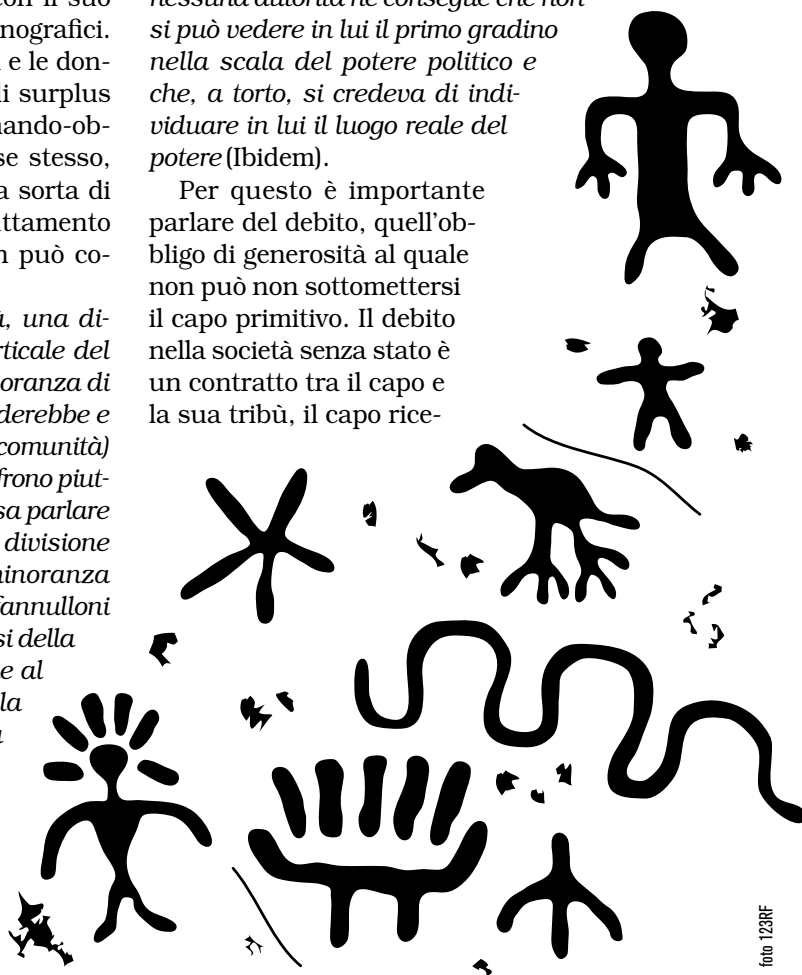 con il suo
nografici.
e le don-
di surplus
mando-ob-
se stesso,
a sorta di
ttamento
n può co-
à, una di-
rticale del
oranza di
derebbe e
comunità)
frono piut-
sa parlare
divisione
inoranza
fannulloni
si della
e al
la
nessuna autorità ne consegue che non
si può vedere in lui il primo gradino
nella scala del potere politico e
che, a torto, si credeva di indi-
viduare in lui il luogo reale del
potere (Ibidem).
Per questo è importante
parlare del debito, quell'ob-
bligo di generosità al quale
non può non sottomettersi
il capo primitivo. Il debito
nella società senza stato è
un contratto tra il capo e
la sua tribù, il capo rice-
foto 123RF